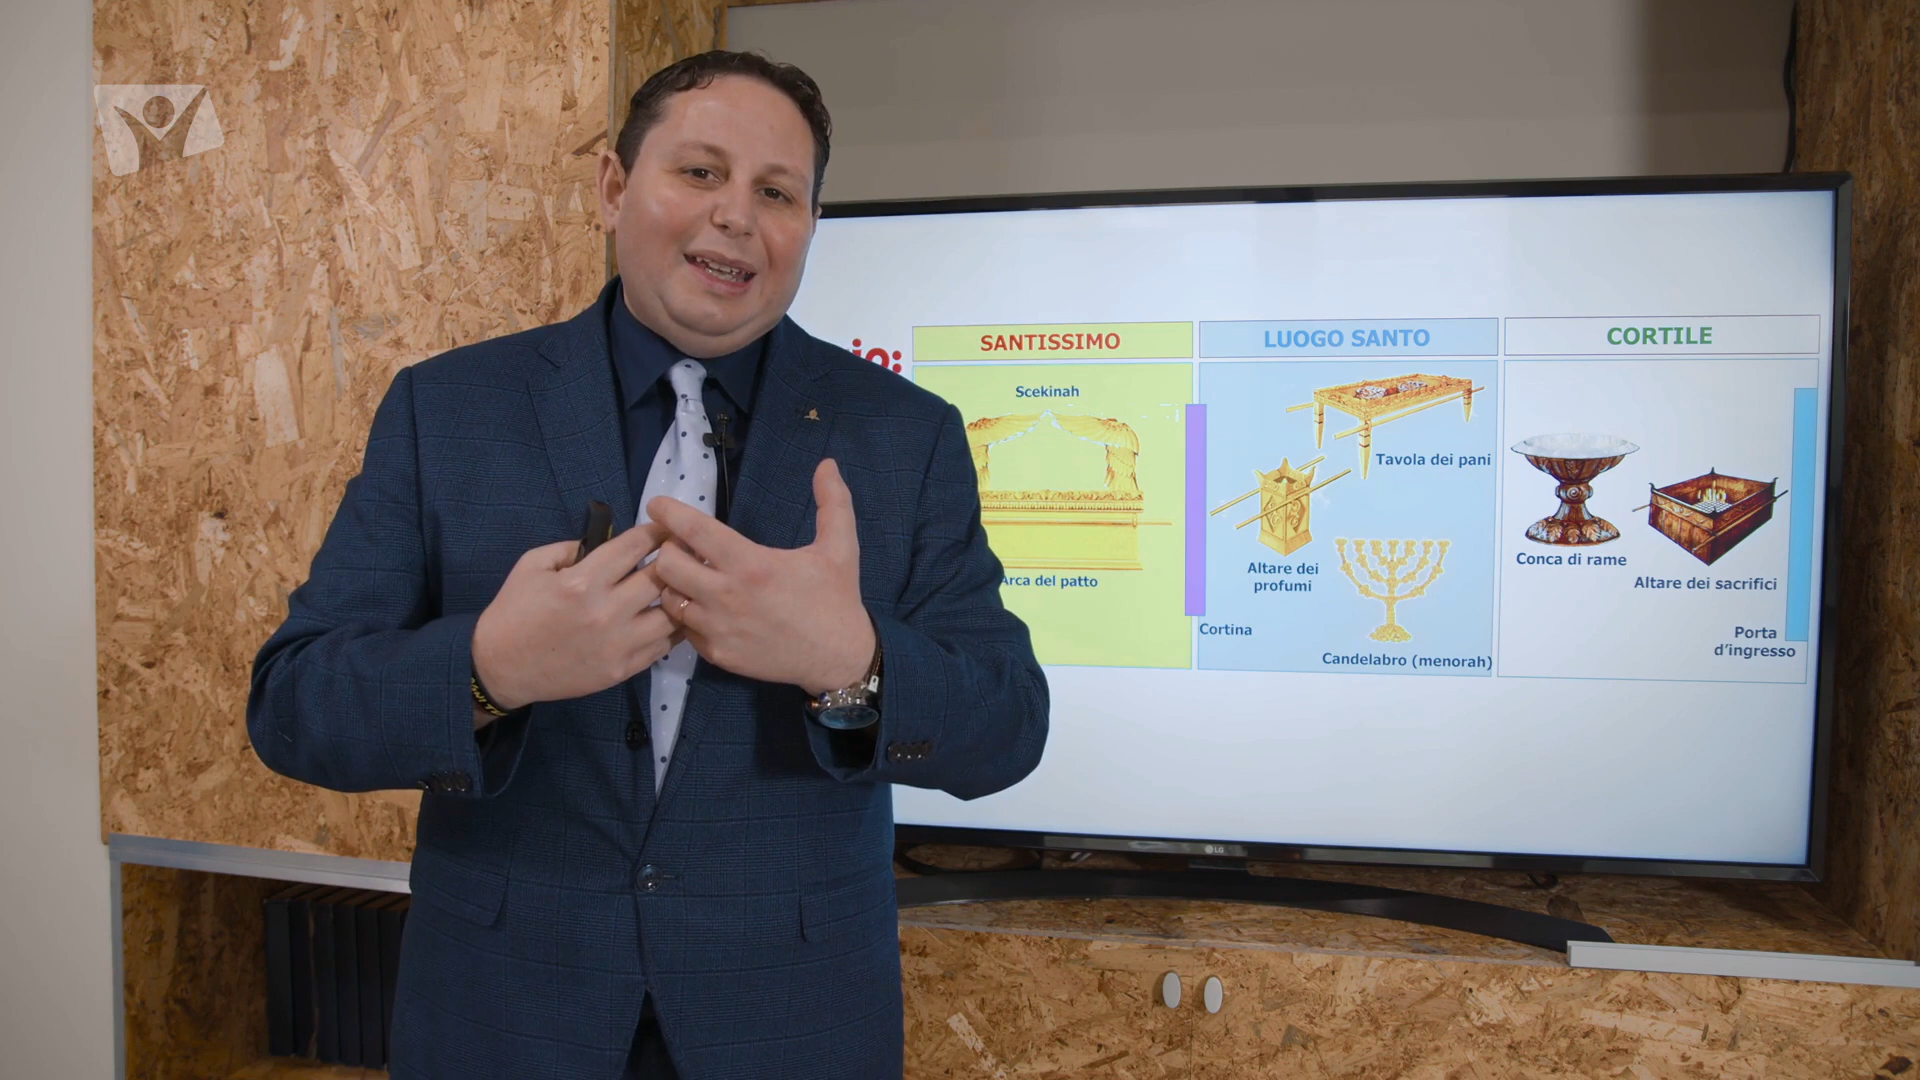 SANTISSIMO
LUOGO SANTO
CORTILE
Scekinah
Tavola dei pani
Altare dei
profumi
Conca di rame
Altare dei sacrifici
Arca del patto
Cortina
Candelabro (menorah)
Porta
d'ingresso
LG